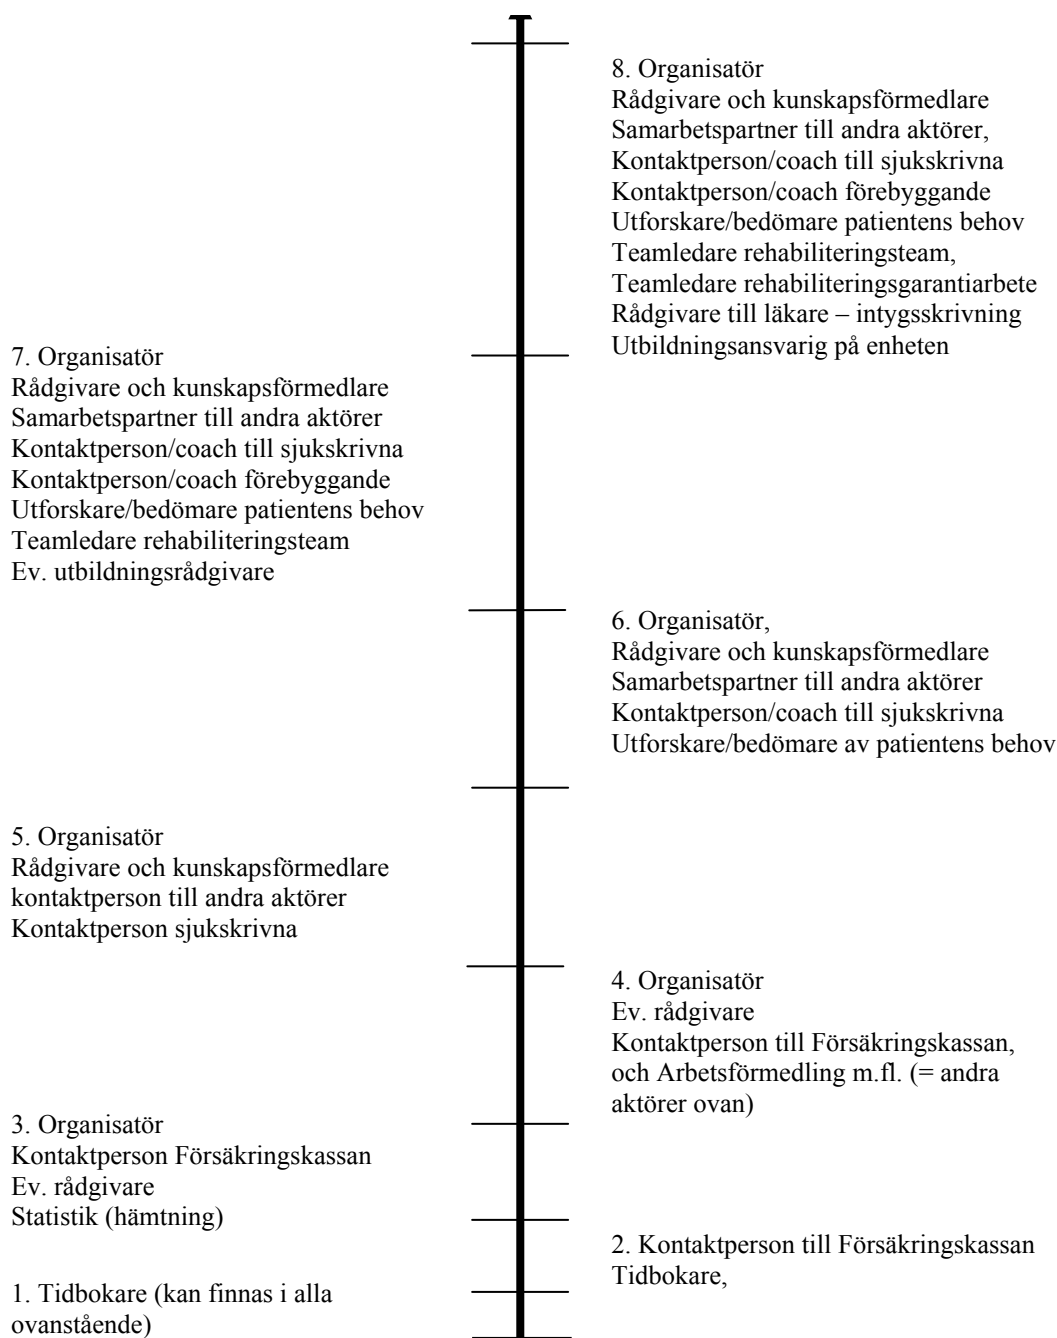 8. Organisatör
Rådgivare och kunskapsförmedlare
Samarbetspartner till andra aktörer,
Kontaktperson/coach till sjukskrivna
Kontaktperson/coach förebyggande
Utforskare/bedömare patientens behov
Teamledare rehabiliteringsteam,
Teamledare rehabiliteringsgarantiarbete
Rådgivare till läkare – intygsskrivning
Utbildningsansvarig på enheten
7. Organisatör
Rådgivare och kunskapsförmedlare
Samarbetspartner till andra aktörer
Kontaktperson/coach till sjukskrivna
Kontaktperson/coach förebyggande
Utforskare/bedömare patientens behov
Teamledare rehabiliteringsteam
Ev. utbildningsrådgivare
6. Organisatör,
Rådgivare och kunskapsförmedlare
Samarbetspartner till andra aktörer
Kontaktperson/coach till sjukskrivna
Utforskare/bedömare av patientens behov
5. Organisatör
Rådgivare och kunskapsförmedlare
kontaktperson till andra aktörer
Kontaktperson sjukskrivna
4. Organisatör
Ev. rådgivare
Kontaktperson till Försäkringskassan,
och Arbetsförmedling m.fl. (= andra
aktörer ovan)
3. Organisatör
Kontaktperson Försäkringskassan
Ev. rådgivare
Statistik (hämtning)
2. Kontaktperson till Försäkringskassan
Tidbokare,
1. Tidbokare (kan finnas i alla
ovanstående)